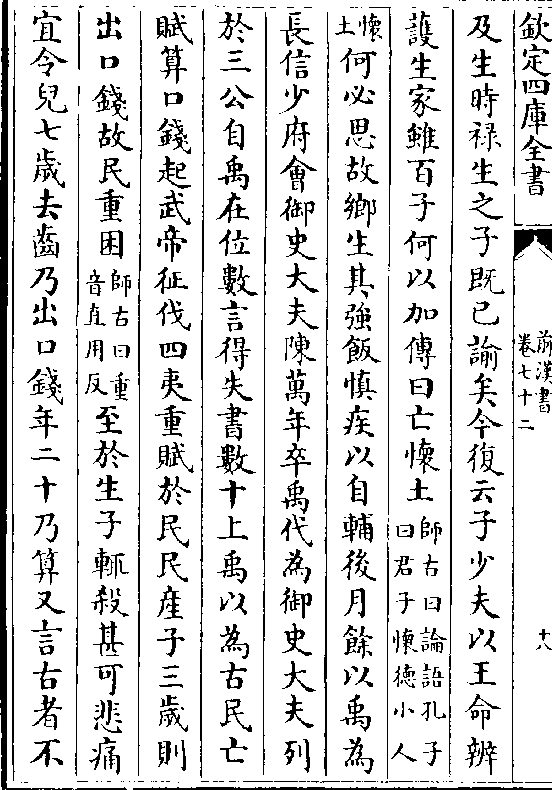 欽定四庫全書
前漢書
卷七十二
十八
及生時禄生之子既已諭矣今復云子少夫以王命辨
護生家雖百子何以加傳曰亡懷土師古曰論語孔子曰君子懷德小人
懷土何必思故鄉生其強飯慎疾以自輔後月餘以禹為
長信少府會御史大夫陳萬年卒禹代為御史大夫列
於三公自禹在位數言得失書數十上禹以為古民亡
賦算口錢起武帝征伐四夷重賦於民民產子三歲則
出口錢故民重困師古曰重音直用反至於生子輒殺甚可悲痛
宜令兒七歲去齒乃出口錢年二十乃算又言古者不